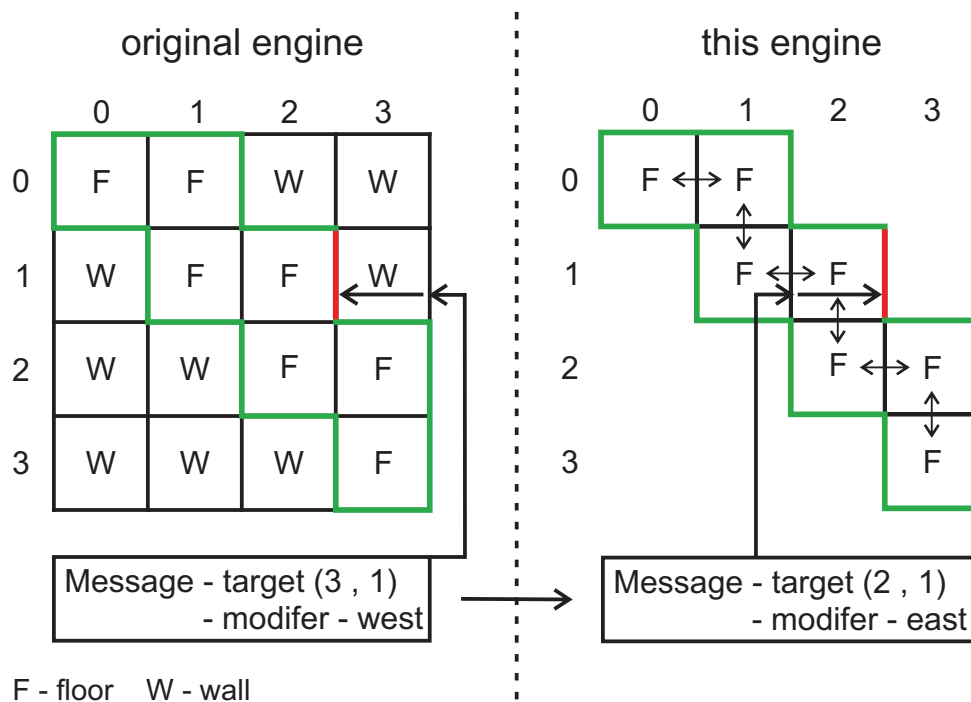 original engine
this engine
0 1 2 3
0 F F W W
1 W F F W
2 W W F F
3 W W W F
0 1 2 3
0 F F
1 F F
2 F F
3 F
Message - target (3 , 1)
- modifer - west
Message - target (2 , 1)
- modifer - east
F - floor W - wall